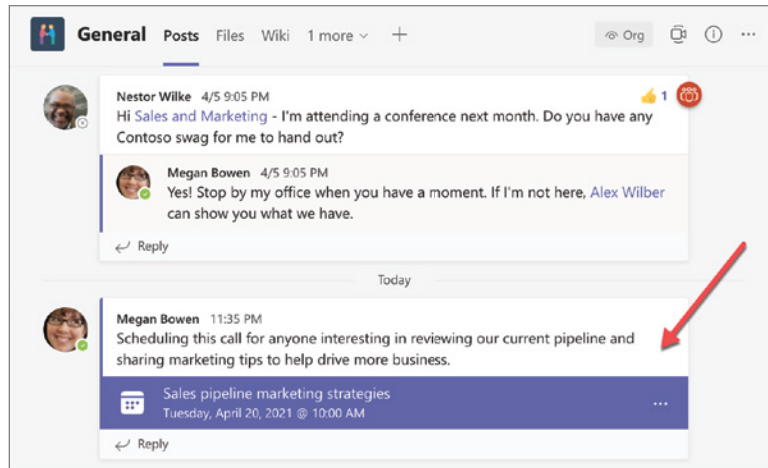 General Posts Files Wiki 1 more + Org
Nestor Wilke 4/5 9:05 PM 1
Hi Sales and Marketing - I'm attending a conference next month. Do you have any
Contoso swag for me to hand out?
Megan Bowen 4/5 9:05 PM
Yes! Stop by my office when you have a moment. If I'm not here, Alex Wilber
can show you what we have.
Reply
Today
Megan Bowen 11:35 PM
Scheduling this call for anyone interesting in reviewing our current pipeline and
sharing marketing tips to help drive more business.
Sales pipeline marketing strategies
Tuesday, April 20, 2021 @ 10:00 AM
Reply